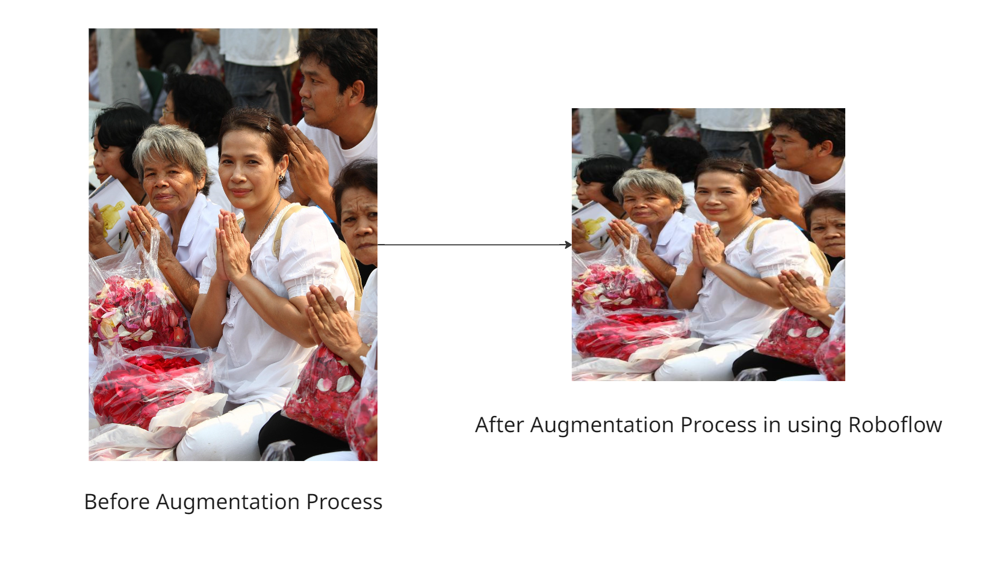 After Augmentation Process in using Roboflow
Before Augmentation Process